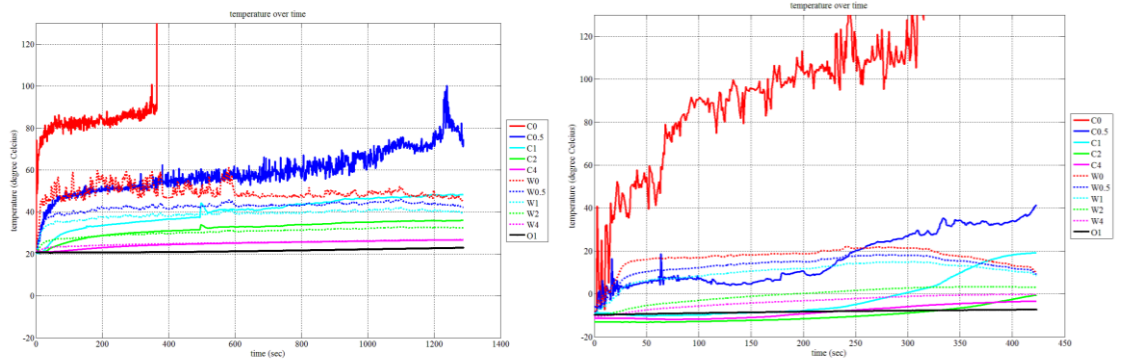 temperature over time
120
100
80
60
40
20
0
-20
temperature (degree Celcius)
0
200
400
600
800
1000
1200
1400
time (sec)
C0
C0.5
C1
C2
C4
W0
W0.5
W1
W2
W4
O1
temperature over time
120
100
80
60
40
20
0
-20
temperature (degree Celcius)
0
50
100
150
200
250
300
350
400
450
time (sec)
C0
C0.5
C1
C2
C4
W0
W0.5
W1
W2
W4
O1